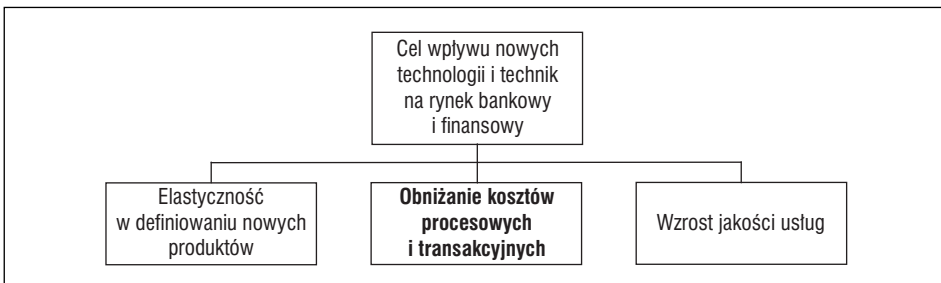 Cel wpływu nowych
technologii i technik
na rynek bankowy
i finansowy
Elastyczność
w definiowaniu nowych
produktów
Obniżanie kosztów
procesowych
i transakcyjnych
Wzrost jakości usług